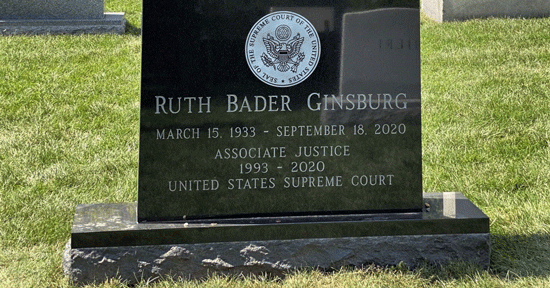 SEAL OF THE SUPREME COURT OF THE UNITED STATES
RUTH BADER GINSBURG
MARCH 15, 1933 - SEPTEMBER 18, 2020
ASSOCIATE JUSTICE
1993 - 2020
UNITED STATES SUPREME COURT